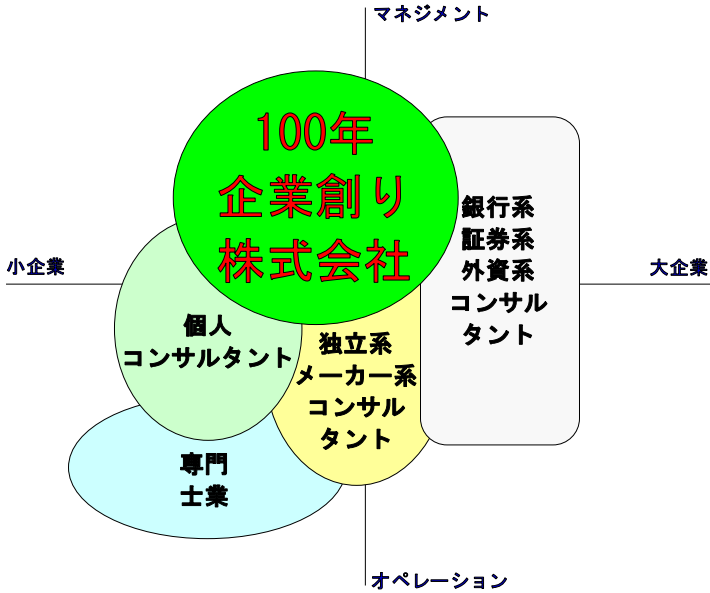 マネジメント
100年
企業創り
株式会社
銀行系
証券系
外資系
コンサル
タント
小企業
大企業
個人
コンサルタント
独立系
メーカー系
コンサル
タント
専門
士業
オペレーション